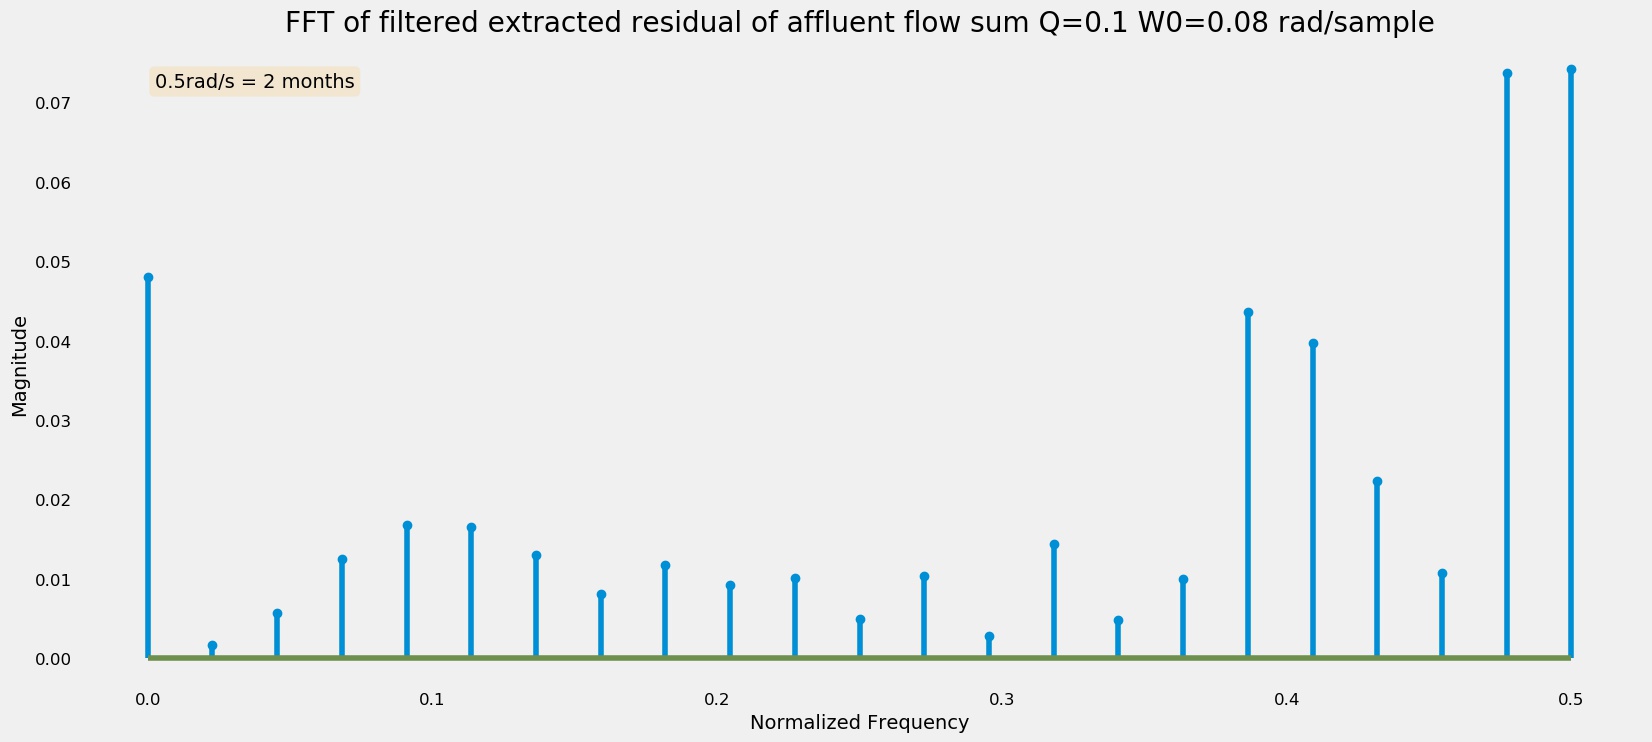 FFT of filtered extracted residual of affluent flow sum Q=0.1 W0=0.08 rad/sample
0.5rad/s = 2 months
0.07
0.06
0.05
0.04
0.03
0.02
0.01
0.00
Magnitude
0.0 0.1 0.2 0.3 0.4 0.5
Normalized Frequency